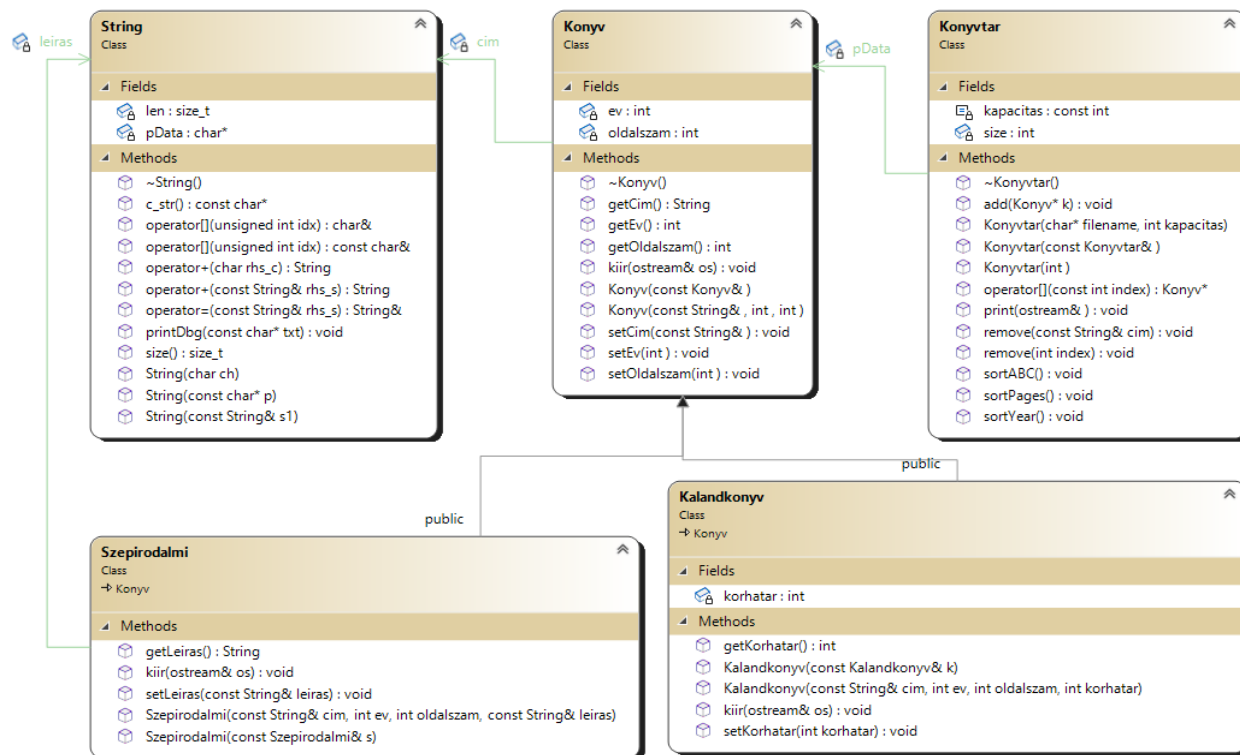 leiras
String
Class
Fields
len : size_t
pData : char*
Methods
~String()
c_str() : const char*
operator[](unsigned int idx) : char&
operator[](unsigned int idx) : const char&
operator+(char rhs_c) : String
operator+(const String& rhs_s) : String
operator=(const String& rhs_s) : String&
printDbg(const char* txt) : void
size() : size_t
String(char ch)
String(const char* p)
String(const String& s1)
cim
Konyv
Class
Fields
ev : int
oldalszam : int
Methods
~Konyv()
getCim() : String
getEv() : int
getOldalszam() : int
kiir(ostream& os) : void
Konyv(const Konyv& )
Konyv(const String& , int , int )
setCim(const String& ) : void
setEv(int ) : void
setOldalszam(int ) : void
pData
Konyvtar
Class
Fields
kapacitas : const int
size : int
Methods
~Konyvtar()
add(Konyv* k) : void
Konyvtar(char* filename, int kapacitas)
Konyvtar(const Konyvtar& )
Konyvtar(int )
operator[](const int index) : Konyv*
print(ostream& ) : void
remove(const String& cim) : void
remove(int index) : void
sortABC() : void
sortPages() : void
sortYear() : void
public
public
Szepirodalmi
Class
Konyv
Methods
getLeiras() : String
kiir(ostream& os) : void
setLeiras(const String& leiras) : void
Szepirodalmi(const String& cim, int ev, int oldalszam, const String& leiras)
Szepirodalmi(const Szepirodalmi& s)
Kalandkonyv
Class
Konyv
Fields
korhatar : int
Methods
getKorhatar() : int
Kalandkonyv(const Kalandkonyv& k)
Kalandkonyv(const String& cim, int ev, int oldalszam, int korhatar)
kiir(ostream& os) : void
setKorhatar(int korhatar) : void